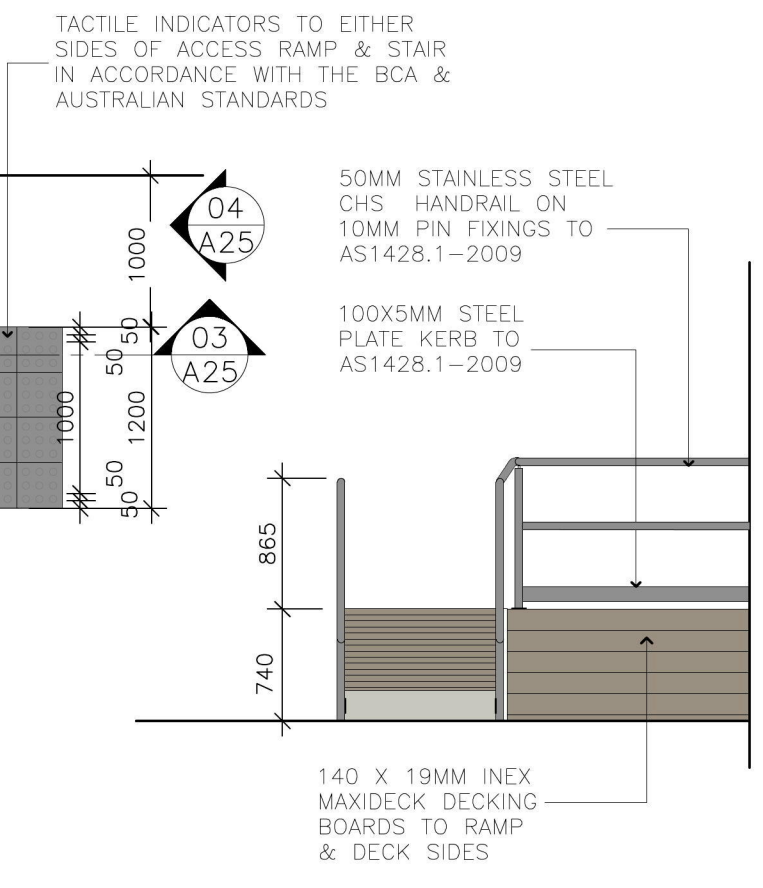 TACTILE INDICATORS TO EITHER
SIDES OF ACCESS RAMP & STAIR
IN ACCORDANCE WITH THE BCA &
AUSTRALIAN STANDARDS
04
A25
1000
50
03
A25
50
1000
1200
50
50
50MM STAINLESS STEEL
CHS HANDRAIL ON
10MM PIN FIXINGS TO
AS1428.1-2009
100X5MM STEEL
PLATE KERB TO
AS1428.1-2009
865
740
140 X 19MM INEX
MAXIDECK DECKING
BOARDS TO RAMP
& DECK SIDES